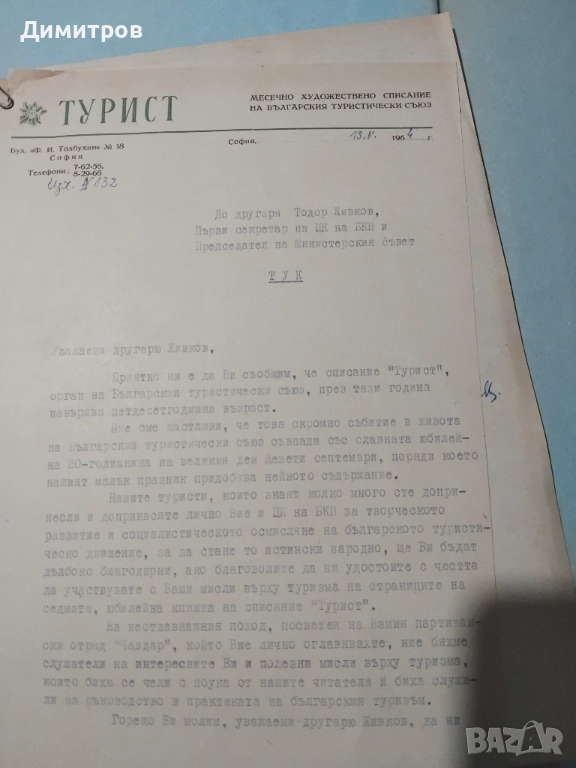 Димитров
ТУРИСТ
МЕСЕЧНО ХУДОЖЕСТВЕНО СПИСАНИЕ
НА БЪЛГАРСКИЯ ТУРИСТИЧЕСКИ СЪЮЗ
Бул. «Ф. И. Толбухин» № 18
София
Телефони: 7-62-56,
8-29-66
Изх. № 132
София, 13.V. 1964 г.
До другаря Тодор Живков,
Първи секретар на ЦК на БКП и
Председател на Министерския съвет
ТУК
Уважаеми другарю Живков,
Приятно ни е да Ви съобщим, че списание "Турист",
орган на Българския туристически съюз, през тази година
навършва петдесетгодишна възраст.
Ние сме щастливи, че това скромно събитие в живота
на Българския туристически съюз съвпада със славната юбилей-
на 20-годишнина на великия ден Девети септември, поради което
нашият малък празник придобива нейното съдържание.
Нашите туристи, които знаят колко много сте допри-
несли и допринасяте лично Вие и ЦК на БКП за творческото
развитие и социалистическото осмисляне на българското туристи-
ческо движение, за да стане то истински народно, ще Ви бъдат
дълбоко благодарни, ако благоволите да ни удостоите с честта
да участвувате с Ваши мисли върху туризма на страниците на
седмата, юбилейна книжка на списание "Турист".
На неотдавнашния поход, посветен на Вашия партизан-
ски отряд "Чавдар", който Вие лично оглавявахте, ние бяхме
слушатели на интересните Ви и полезни мисли върху туризма,
които биха се чели с поука от нашите читатели и биха служи-
ли за ръководство в практиката на българския туризъм.
Горещо Ви молим, уважаеми другарю Живков, да ни
BAZAR